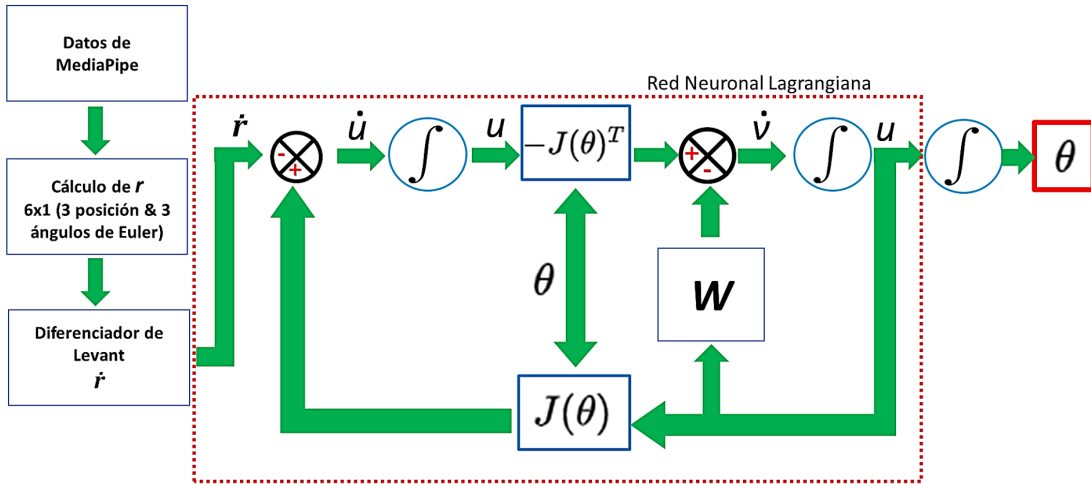 Datos de
MediaPipe
Cálculo de r
6x1 (3 posición & 3
ángulos de Euler)
Diferenciador de
Levant
ṙ
Red Neuronal Lagrangiana
ṙ
-
+
u̇
∫
u
-J(θ)ᵀ
+
-
ν̇
∫
u
∫
θ
θ
W
J(θ)